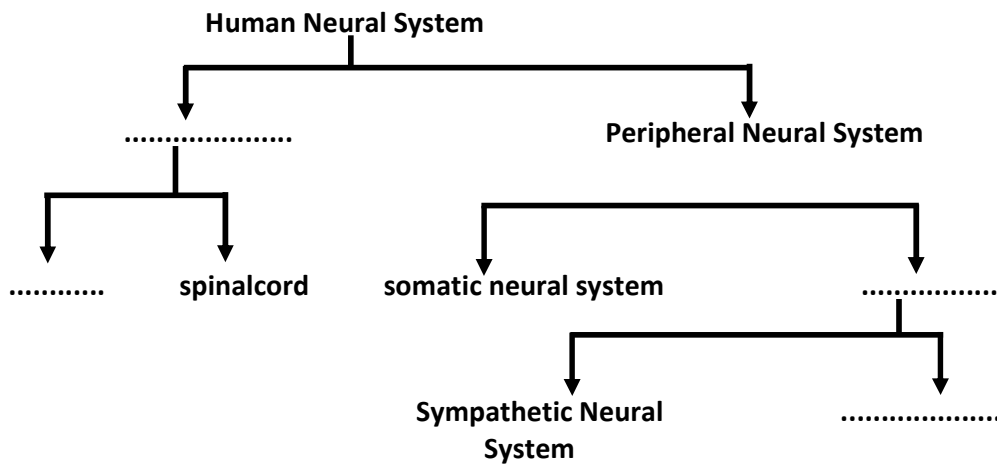 Human Neural System
.................... Peripheral Neural System
............ spinalcord somatic neural system .................
Sympathetic Neural ...................
System